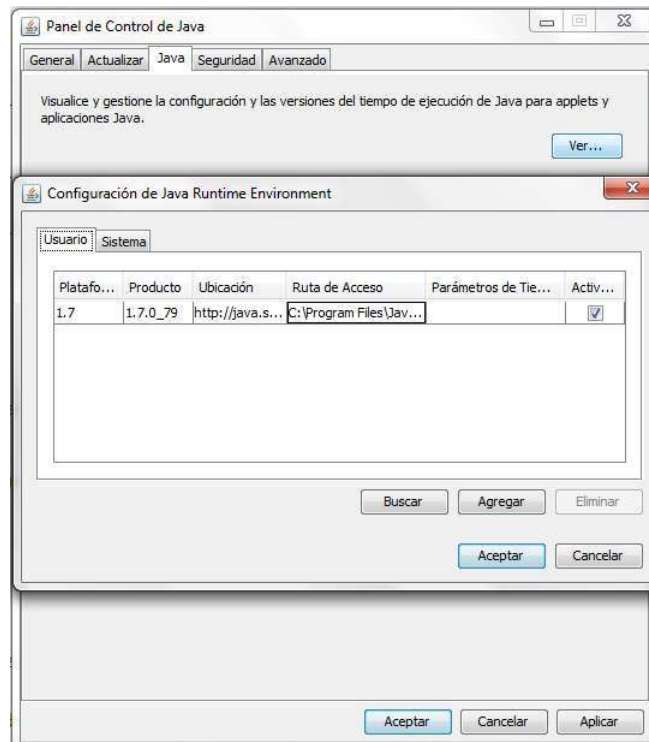 Panel de Control de Java
General Actualizar Java Seguridad Avanzado
Visualice y gestione la configuración y las versiones del tiempo de ejecución de Java para applets y
aplicaciones Java.
Ver...
Configuración de Java Runtime Environment
Usuario Sistema
Platafo... Producto Ubicación Ruta de Acceso Parámetros de Tie... Activ...
1.7 1.7.0_79 http://java.s... C:\Program Files\Jav...
Buscar Agregar Eliminar
Aceptar Cancelar
Aceptar Cancelar Aplicar